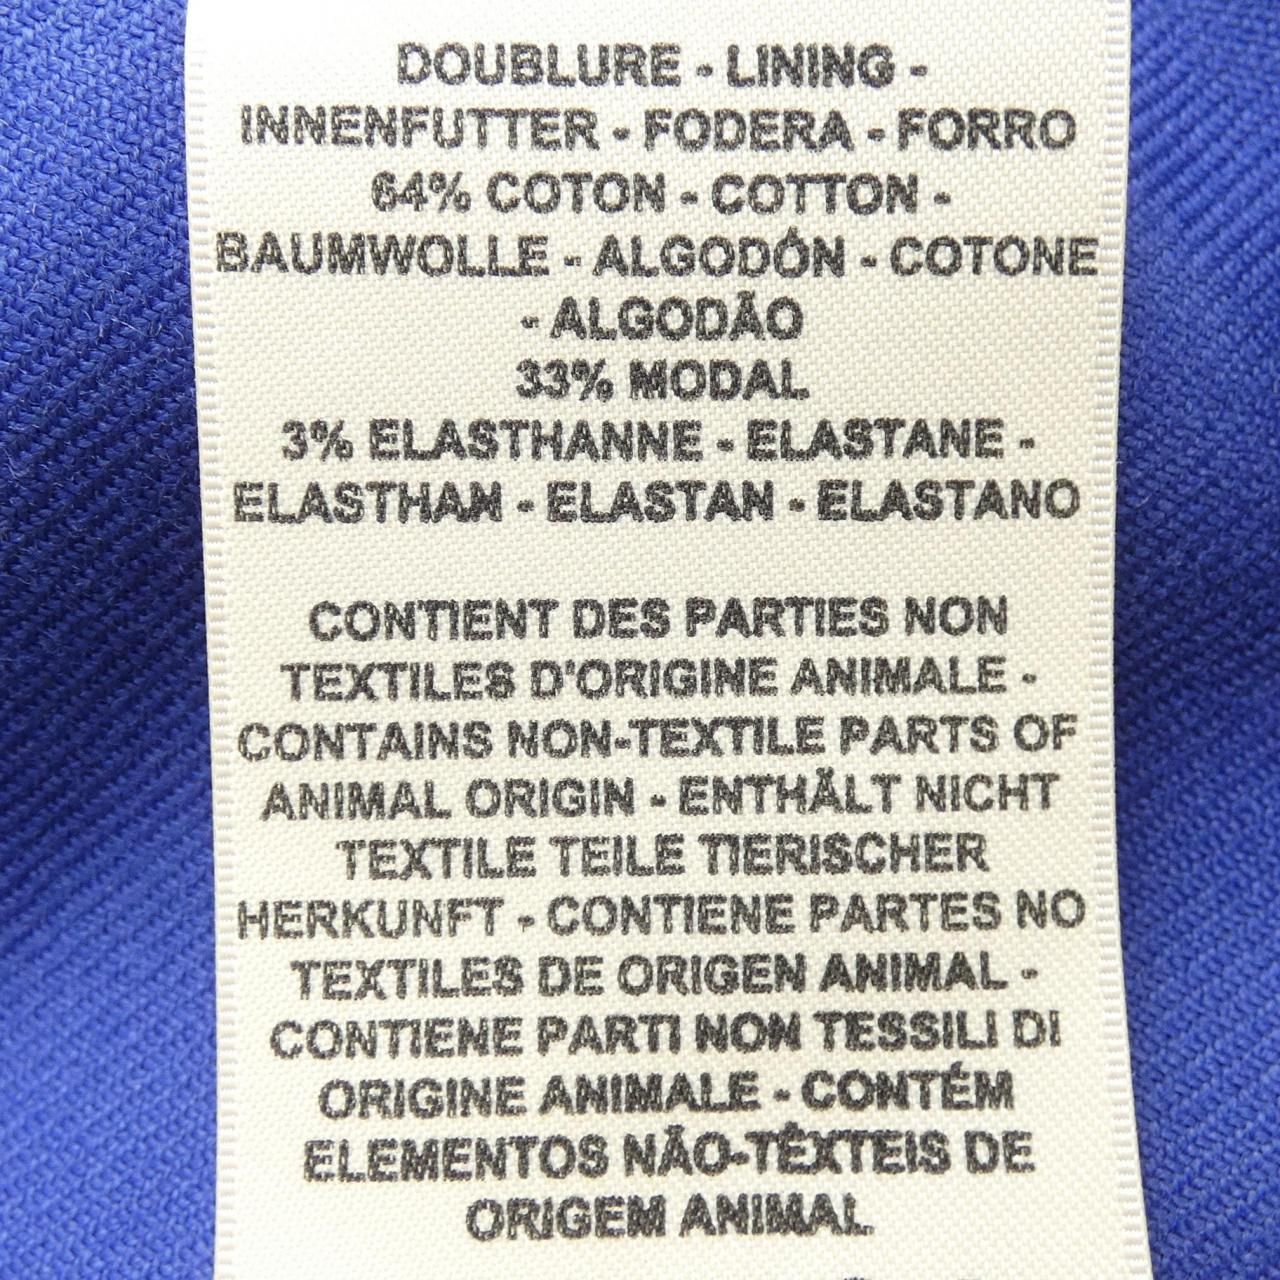 DOUBLURE - LINING -
INNENFUTTER - FODERA - FORRO
64% COTON - COTTON -
BAUMWOLLE - ALGODÓN - COTONE
- ALGODÃO
33% MODAL
3% ELASTHANNE - ELASTANE -
ELASTHAN - ELASTAN - ELASTANO
CONTIENT DES PARTIES NON
TEXTILES D'ORIGINE ANIMALE -
CONTAINS NON-TEXTILE PARTS OF
ANIMAL ORIGIN - ENTHÄLT NICHT
TEXTILE TEILE TIERISCHER
HERKUNFT - CONTIENE PARTES NO
TEXTILES DE ORIGEN ANIMAL -
CONTIENE PARTI NON TESSILI DI
ORIGINE ANIMALE - CONTÉM
ELEMENTOS NÃO-TÊXTEIS DE
ORIGEM ANIMAL